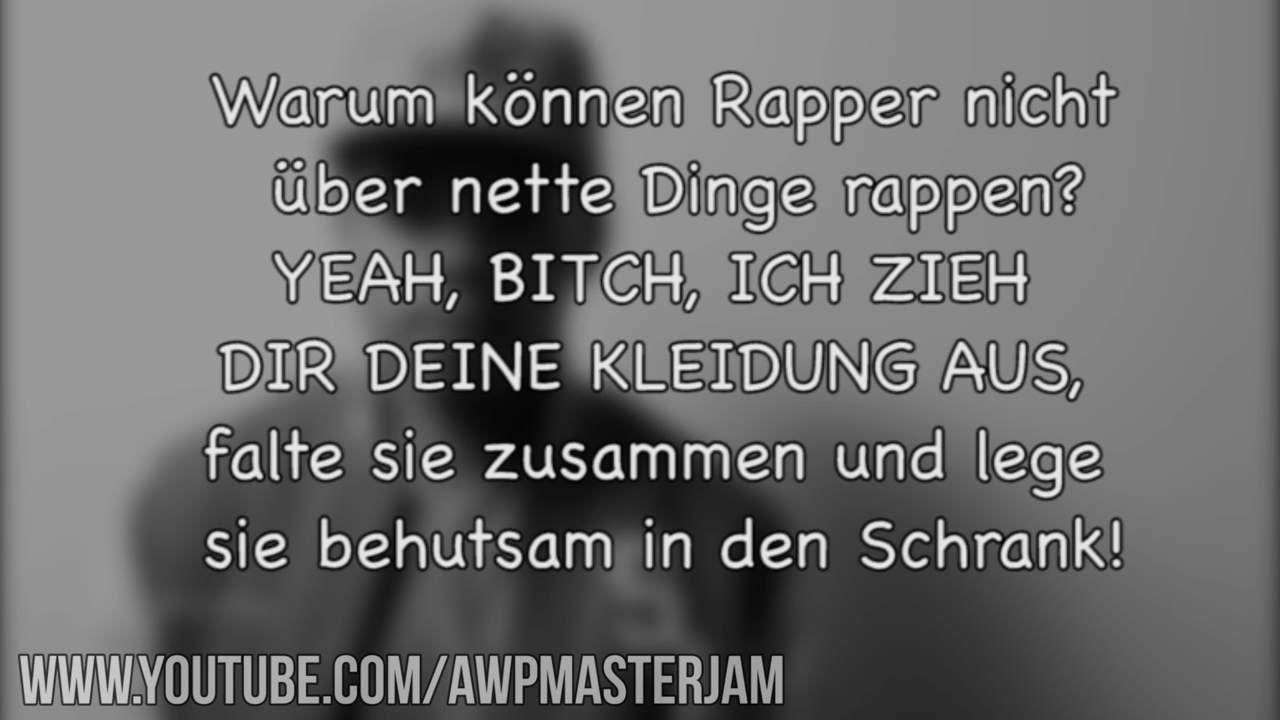 Warum können Rapper nicht
über nette Dinge rappen?
YEAH, BITCH, ICH ZIEH
DIR DEINE KLEIDUNG AUS,
falte sie zusammen und lege
sie behutsam in den Schrank!
WWW.YOUTUBE.COM/AWPMASTERJAM